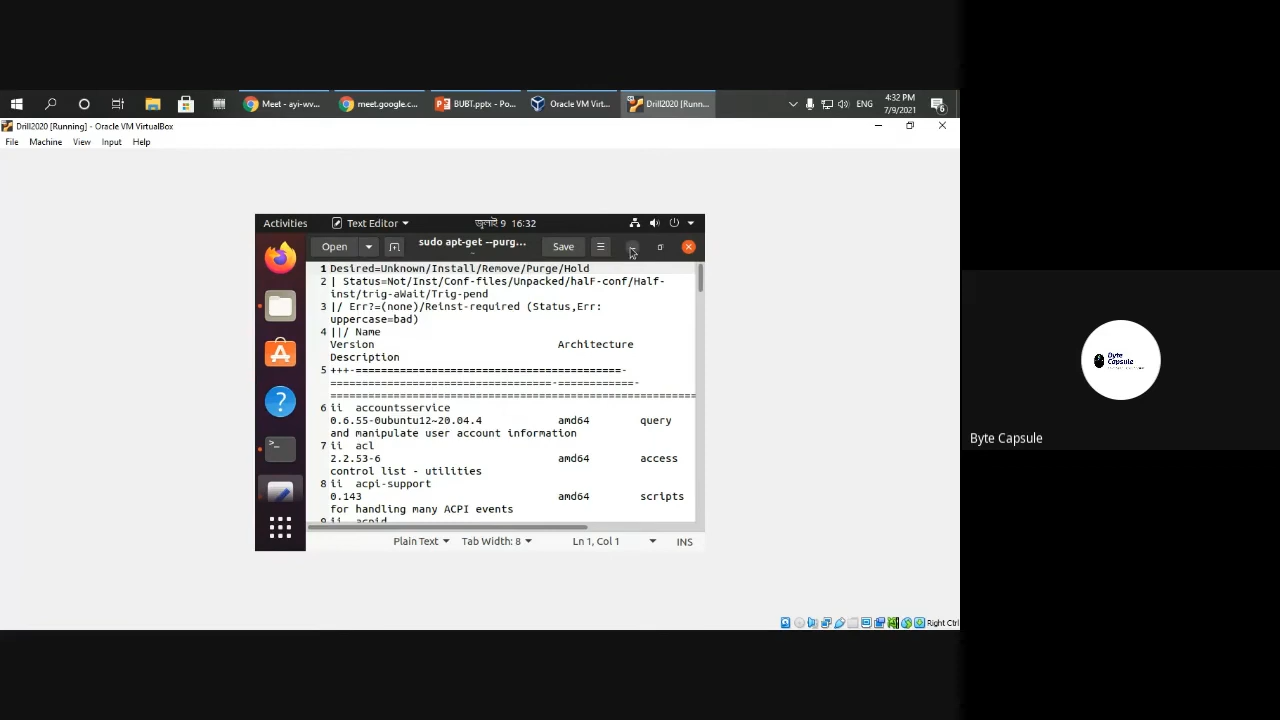 Meet - ayi-wv...
meet.google.c...
BUBT.pptx - Po...
Oracle VM Virt...
Drill2020 [Runn...
ENG
4:32 PM
7/9/2021
6
Drill2020 [Running] - Oracle VM VirtualBox
File Machine View Input Help
Activities
Text Editor
জুলাই 9 16:32
Open
sudo apt-get --purg...
~
Save
1 Desired=Unknown/Install/Remove/Purge/Hold
2 | Status=Not/Inst/Conf-files/Unpacked/halF-conf/Half-
inst/trig-aWait/Trig-pend
3 |/ Err?=(none)/Reinst-required (Status,Err:
uppercase=bad)
4 ||/ Name
Version Architecture
Description
5 +++-==========================================-
===================================-============-
==========================================================
6 ii accountsservice
0.6.55-0ubuntu12~20.04.4 amd64 query
and manipulate user account information
7 ii acl
2.2.53-6 amd64 access
control list - utilities
8 ii acpi-support
0.143 amd64 scripts
for handling many ACPI events
9 ii acpid
Plain Text
Tab Width: 8
Ln 1, Col 1
INS
Right Ctrl
Byte
Capsule
Byte Capsule